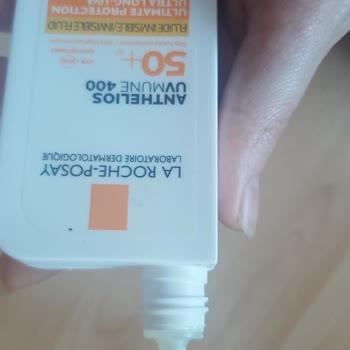 LA ROCHE-POSAY
LABORATOIRE DERMATOLOGIQUE
ANTHELIOS
UVMUNE 400
50+
FLUIDE INVISIBLE/INVISIBLE FLUID
ULTIMATE PROTECTION
ULTRA LONG-UVA